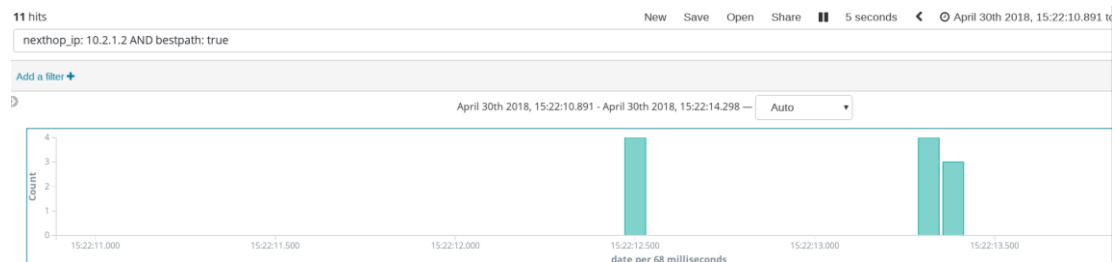 11 hits New Save Open Share 5 seconds April 30th 2018, 15:22:10.891 to
nexthop_ip: 10.2.1.2 AND bestpath: true
Add a filter +
April 30th 2018, 15:22:10.891 - April 30th 2018, 15:22:14.298 — Auto
4
3
2
1
0
Count
15:22:11.000 15:22:11.500 15:22:12.000 15:22:12.500 15:22:13.000 15:22:13.500
date per 68 milliseconds